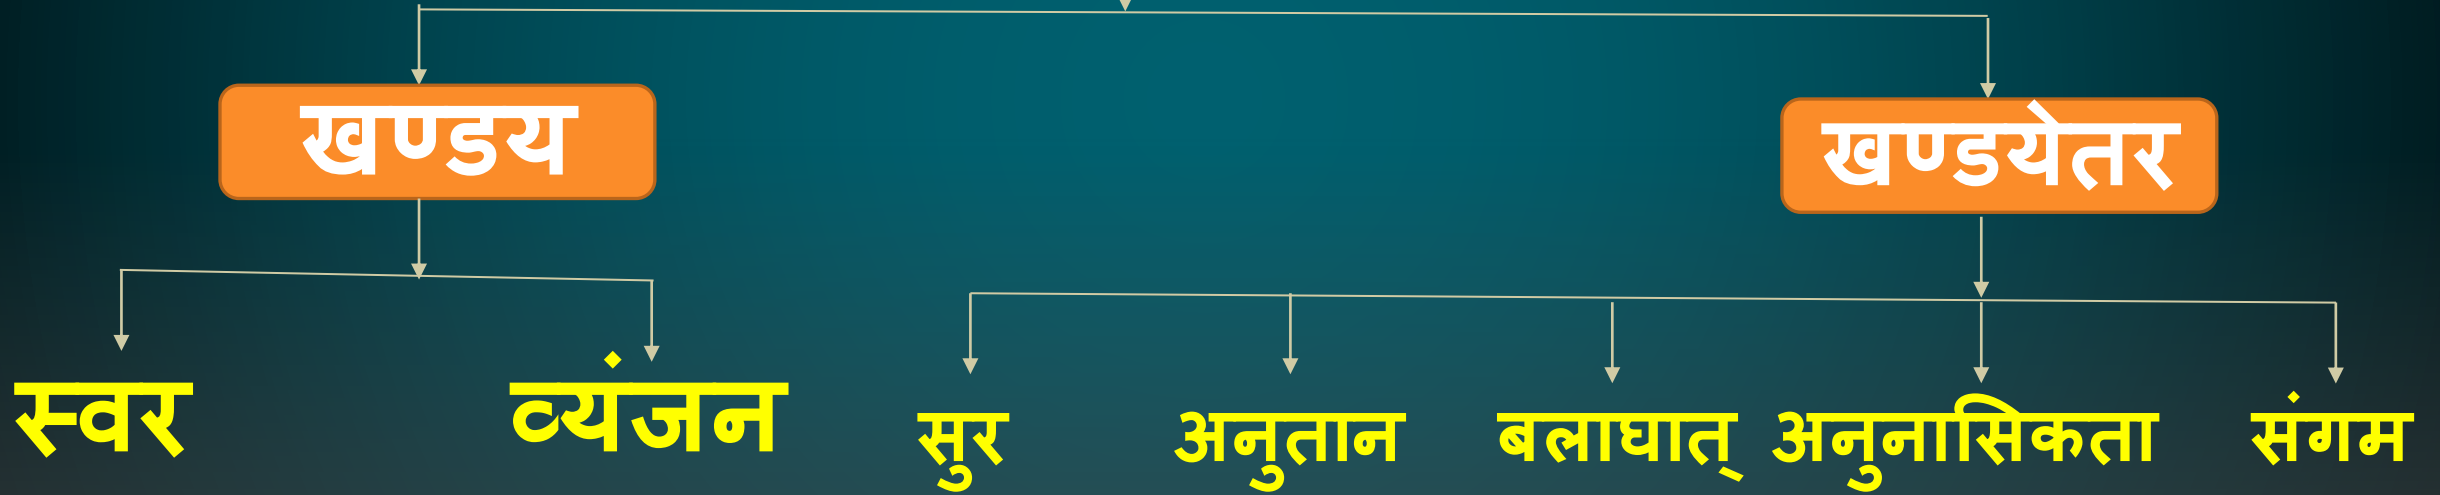 खण्डय खण्डयेतर
स्वर व्यंजन सुर अनुतान बलाघात् अनुनासिकता संगम